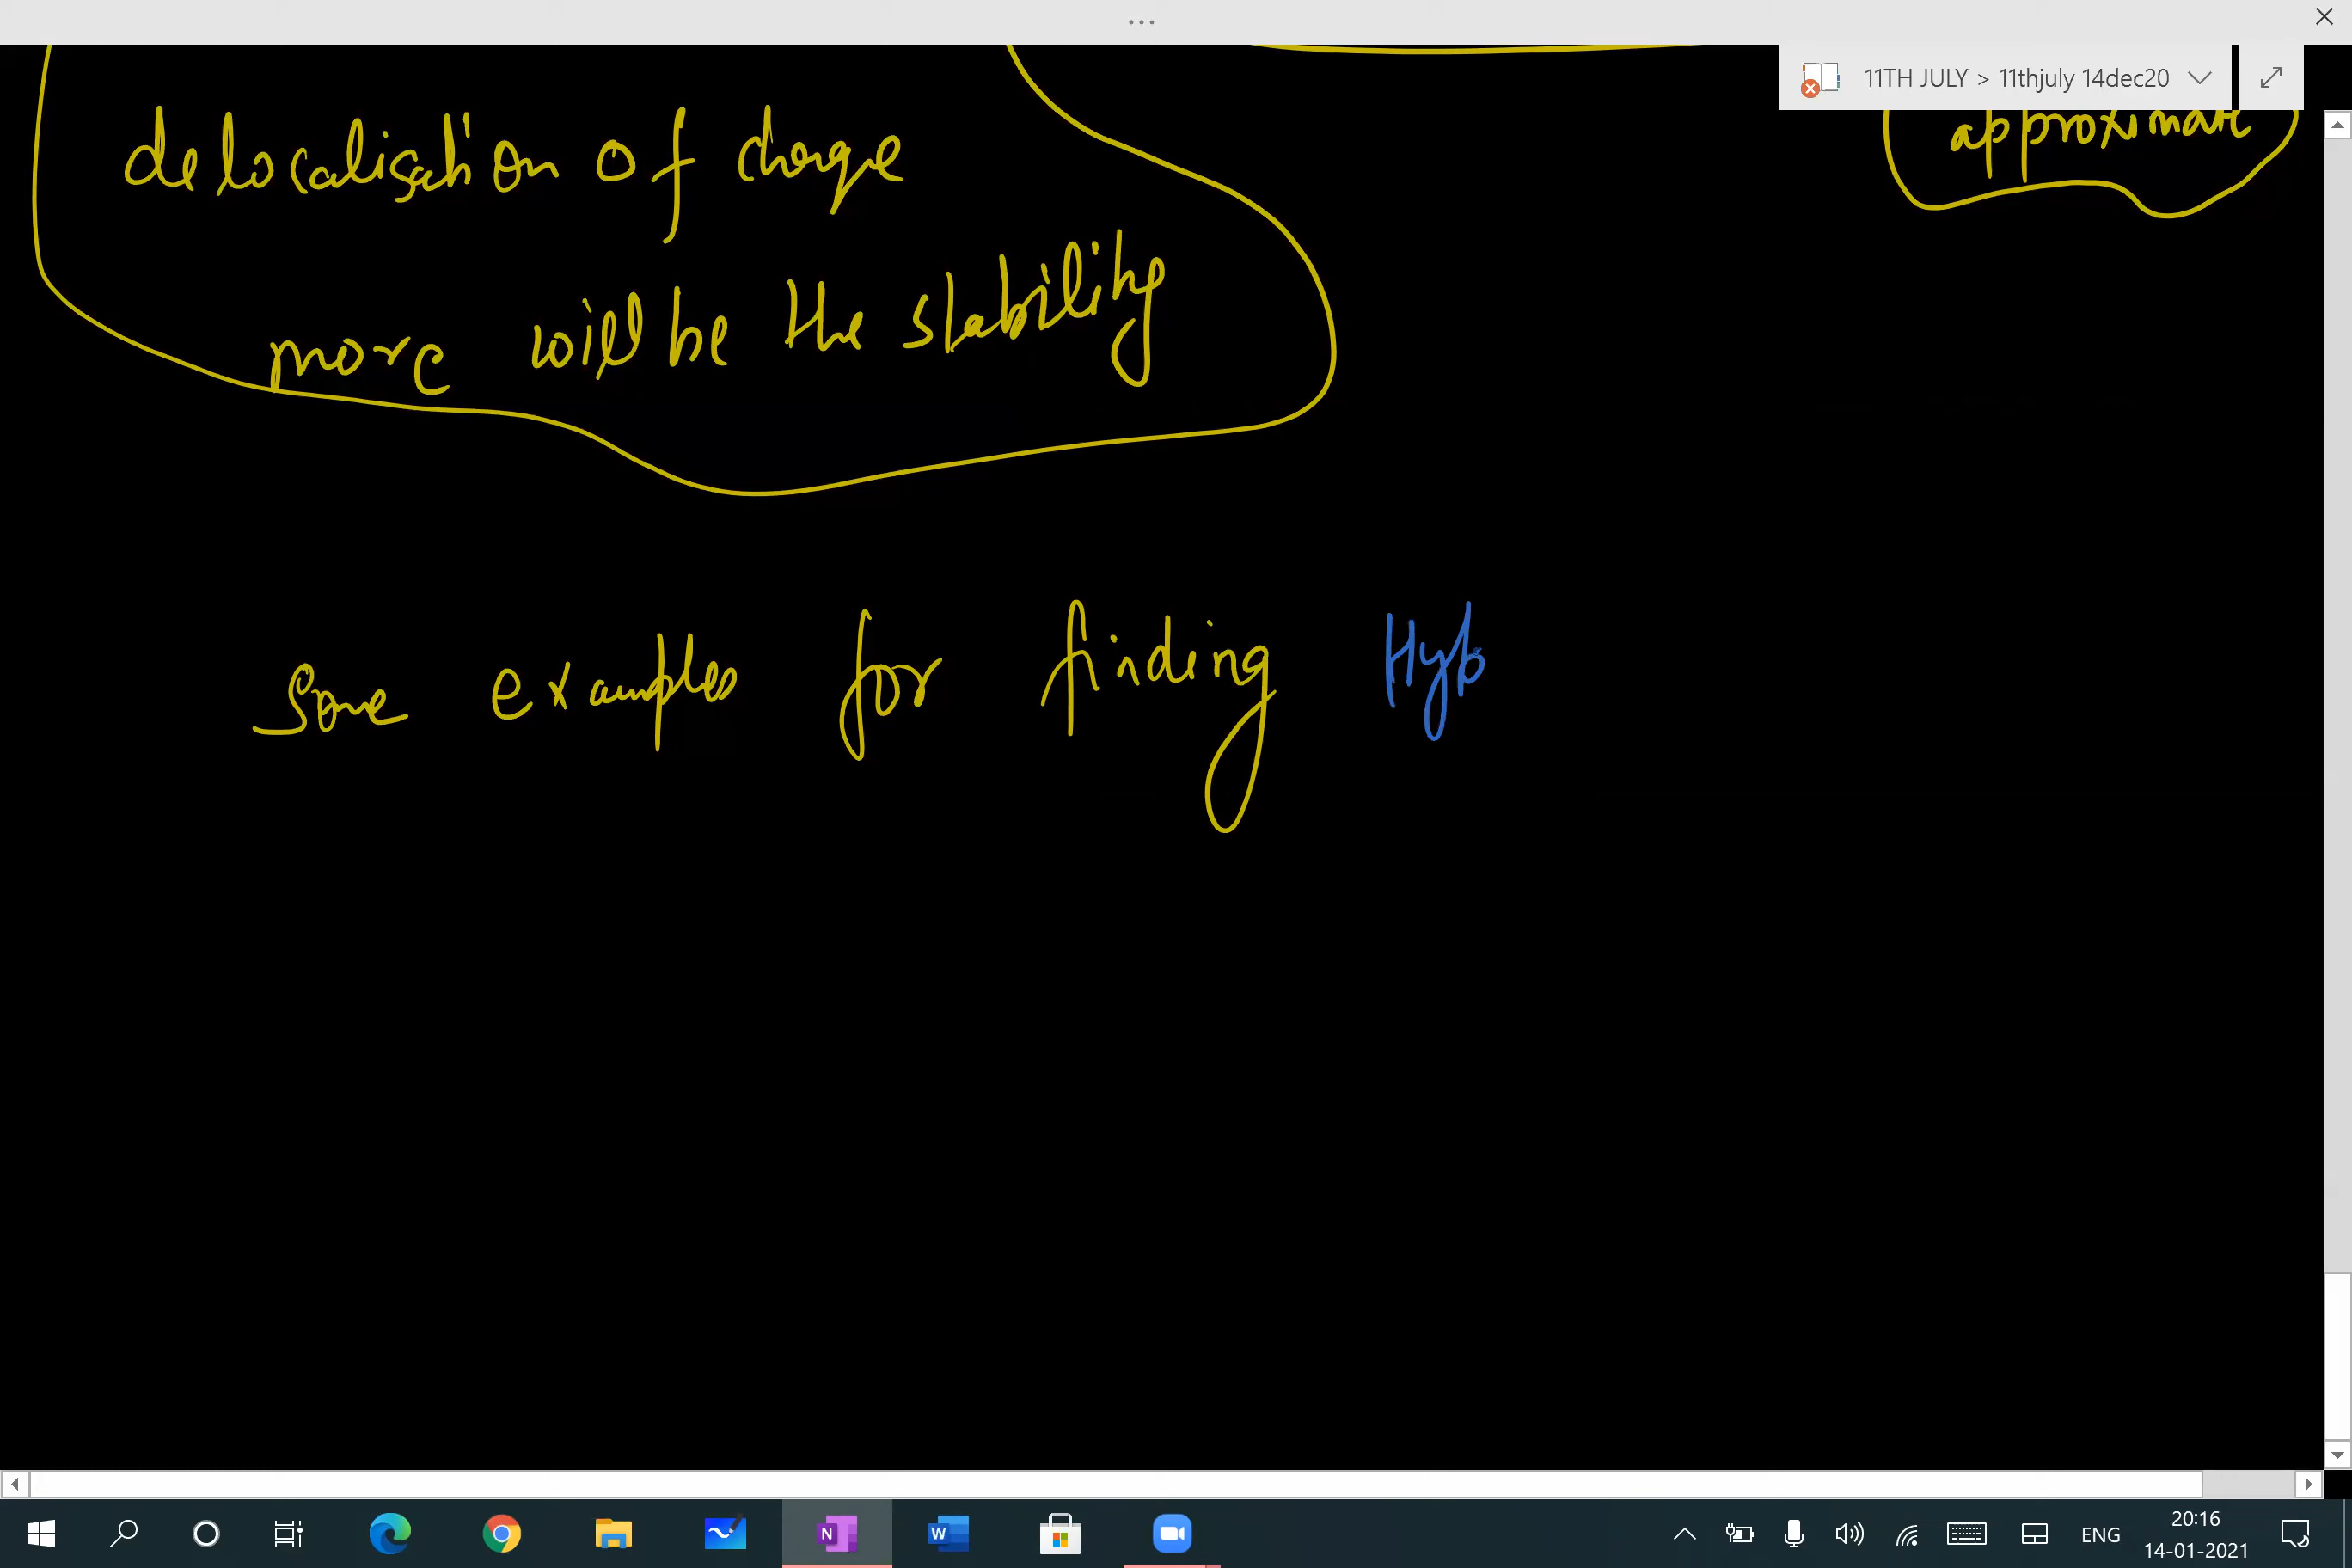 11TH JULY > 11thjuly 14dec20
approximate
delocalisation of charge
more will be the stability
Some examples for finding Hyb
ENG
20:16
14-01-2021